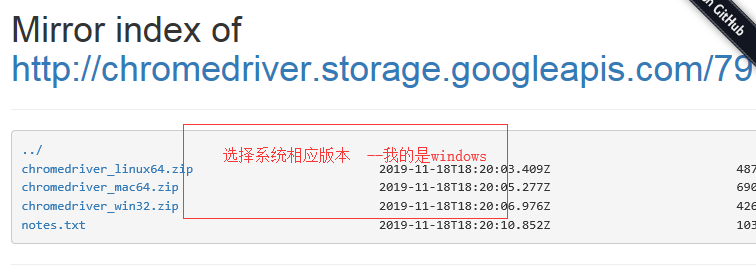 Mirror index of
http://chromedriver.storage.googleapis.com/79
on GitHub
../
选择系统相应版本 --我的是windows
chromedriver_linux64.zip 2019-11-18T18:20:03.409Z 487
chromedriver_mac64.zip 2019-11-18T18:20:05.277Z 690
chromedriver_win32.zip 2019-11-18T18:20:06.976Z 426
notes.txt 2019-11-18T18:20:10.852Z 103